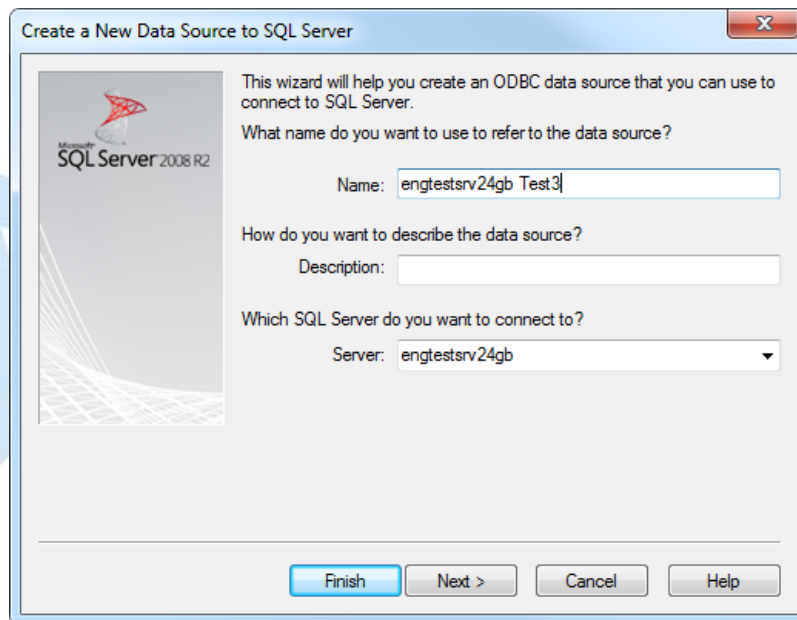 Create a New Data Source to SQL Server
X
This wizard will help you create an ODBC data source that you can use to
connect to SQL Server.
What name do you want to use to refer to the data source?
Microsoft
SQL Server 2008 R2
Name: engtestsrv24gb Test3
How do you want to describe the data source?
Description:
Which SQL Server do you want to connect to?
Server: engtestsrv24gb
Finish Next > Cancel Help